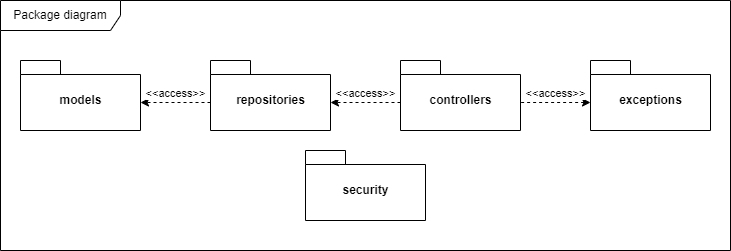 Package diagram
models
<<access>>
repositories
<<access>>
controllers
<<access>>
exceptions
security